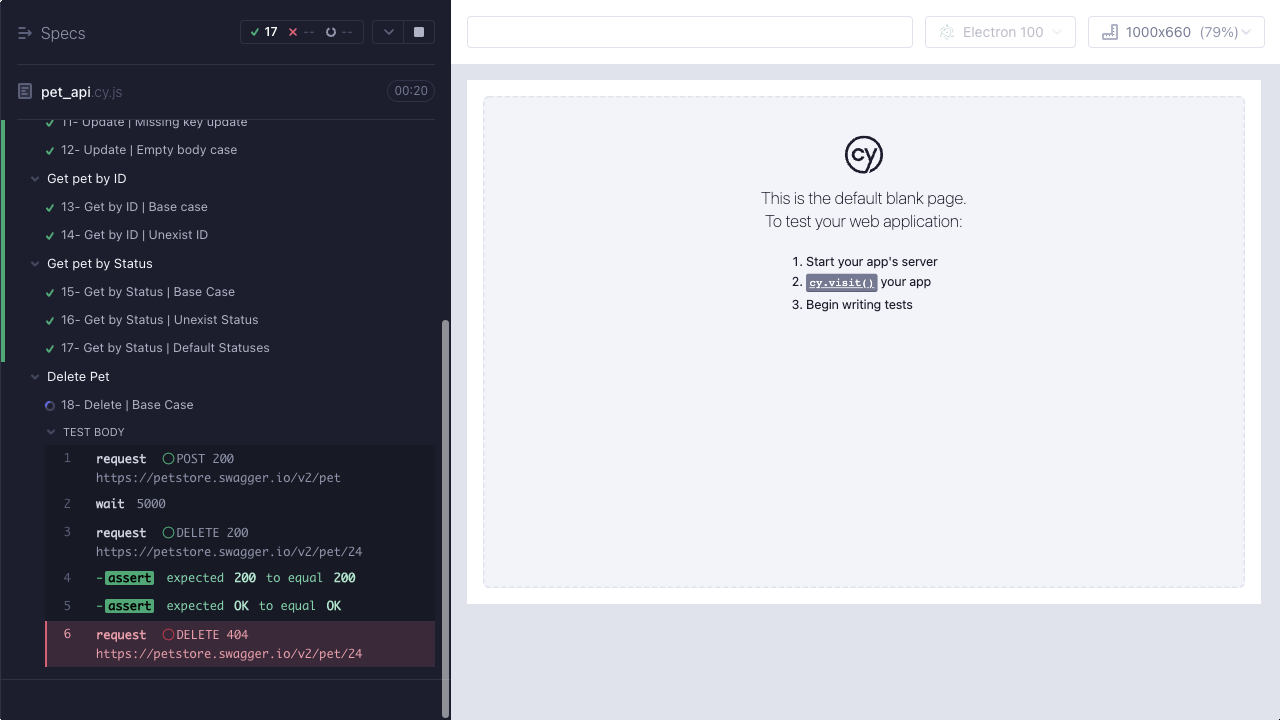 Specs
17 -- --
pet_api.cy.js
00:20
11- Update | Missing key update
12- Update | Empty body case
Get pet by ID
13- Get by ID | Base case
14- Get by ID | Unexist ID
Get pet by Status
15- Get by Status | Base Case
16- Get by Status | Unexist Status
17- Get by Status | Default Statuses
Delete Pet
18- Delete | Base Case
TEST BODY
1 request POST 200
https://petstore.swagger.io/v2/pet
2 wait 5000
3 request DELETE 200
https://petstore.swagger.io/v2/pet/24
4 -assert expected 200 to equal 200
5 -assert expected OK to equal OK
6 request DELETE 404
https://petstore.swagger.io/v2/pet/24
Electron 100
1000x660 (79%)
cy
This is the default blank page.
To test your web application:
1. Start your app's server
2. cy.visit() your app
3. Begin writing tests